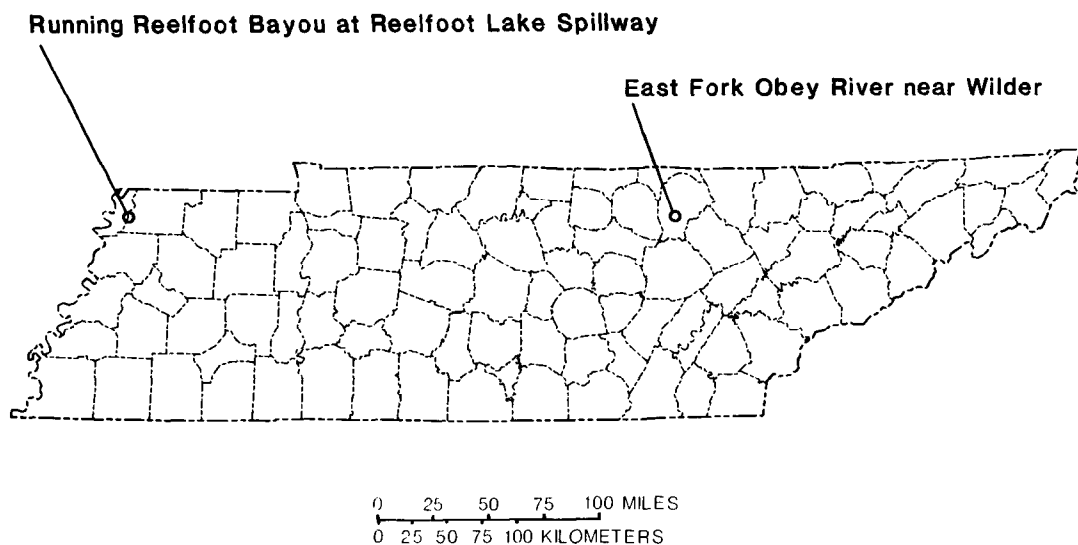 Running Reelfoot Bayou at Reelfoot Lake Spillway
East Fork Obey River near Wilder
0 25 50 75 100 MILES
0 25 50 75 100 KILOMETERS